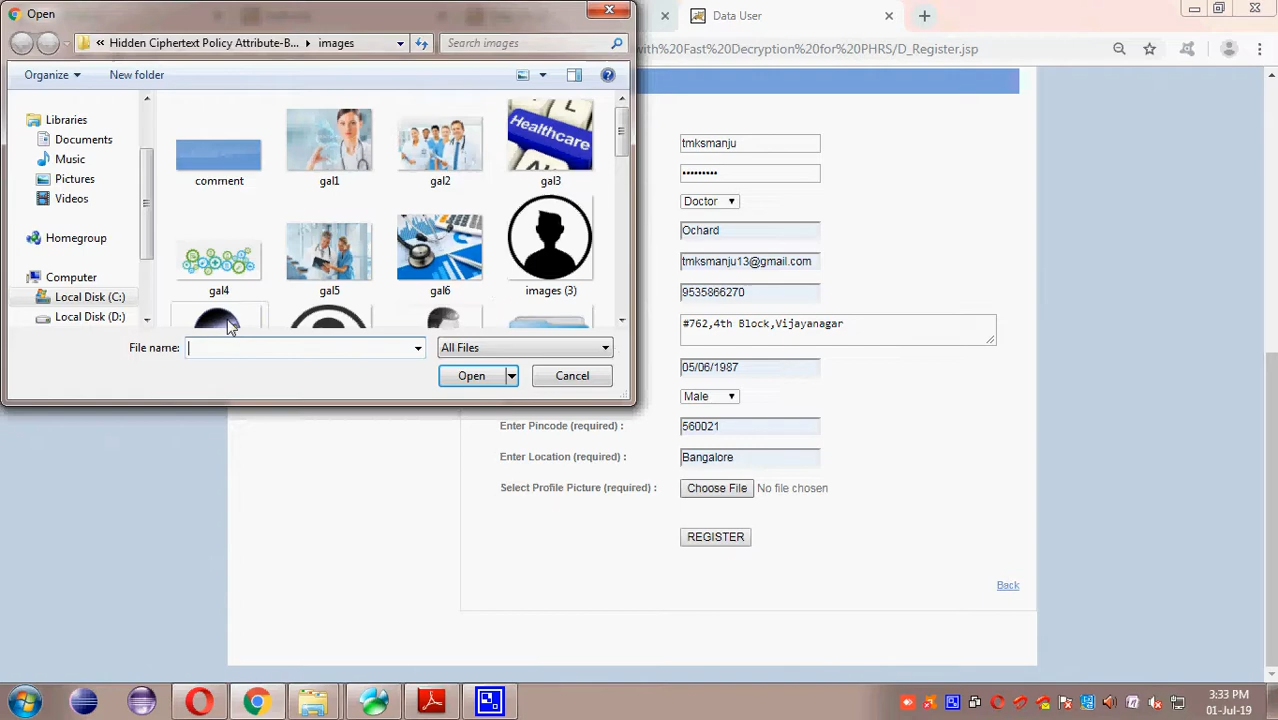 Open
Data User
« Hidden Ciphertext Policy Attribute-B... ▸ images
Search images
with%20Fast%20Decryption%20for%20PHRS/D_Register.jsp
Organize
New folder
Libraries
Documents
Music
Pictures
Videos
Homegroup
Computer
Local Disk (C:)
Local Disk (D:)
Healthcare
comment
gal1
gal2
gal3
gal4
gal5
gal6
images (3)
File name:
All Files
Open
Cancel
tmksmanju
•••••••••
Doctor
Ochard
tmksmanju13@gmail.com
9535866270
#762,4th Block,Vijayanagar
05/06/1987
Male
Enter Pincode (required) :
560021
Enter Location (required) :
Bangalore
Select Profile Picture (required) :
Choose File No file chosen
REGISTER
Back
3:33 PM
01-Jul-19